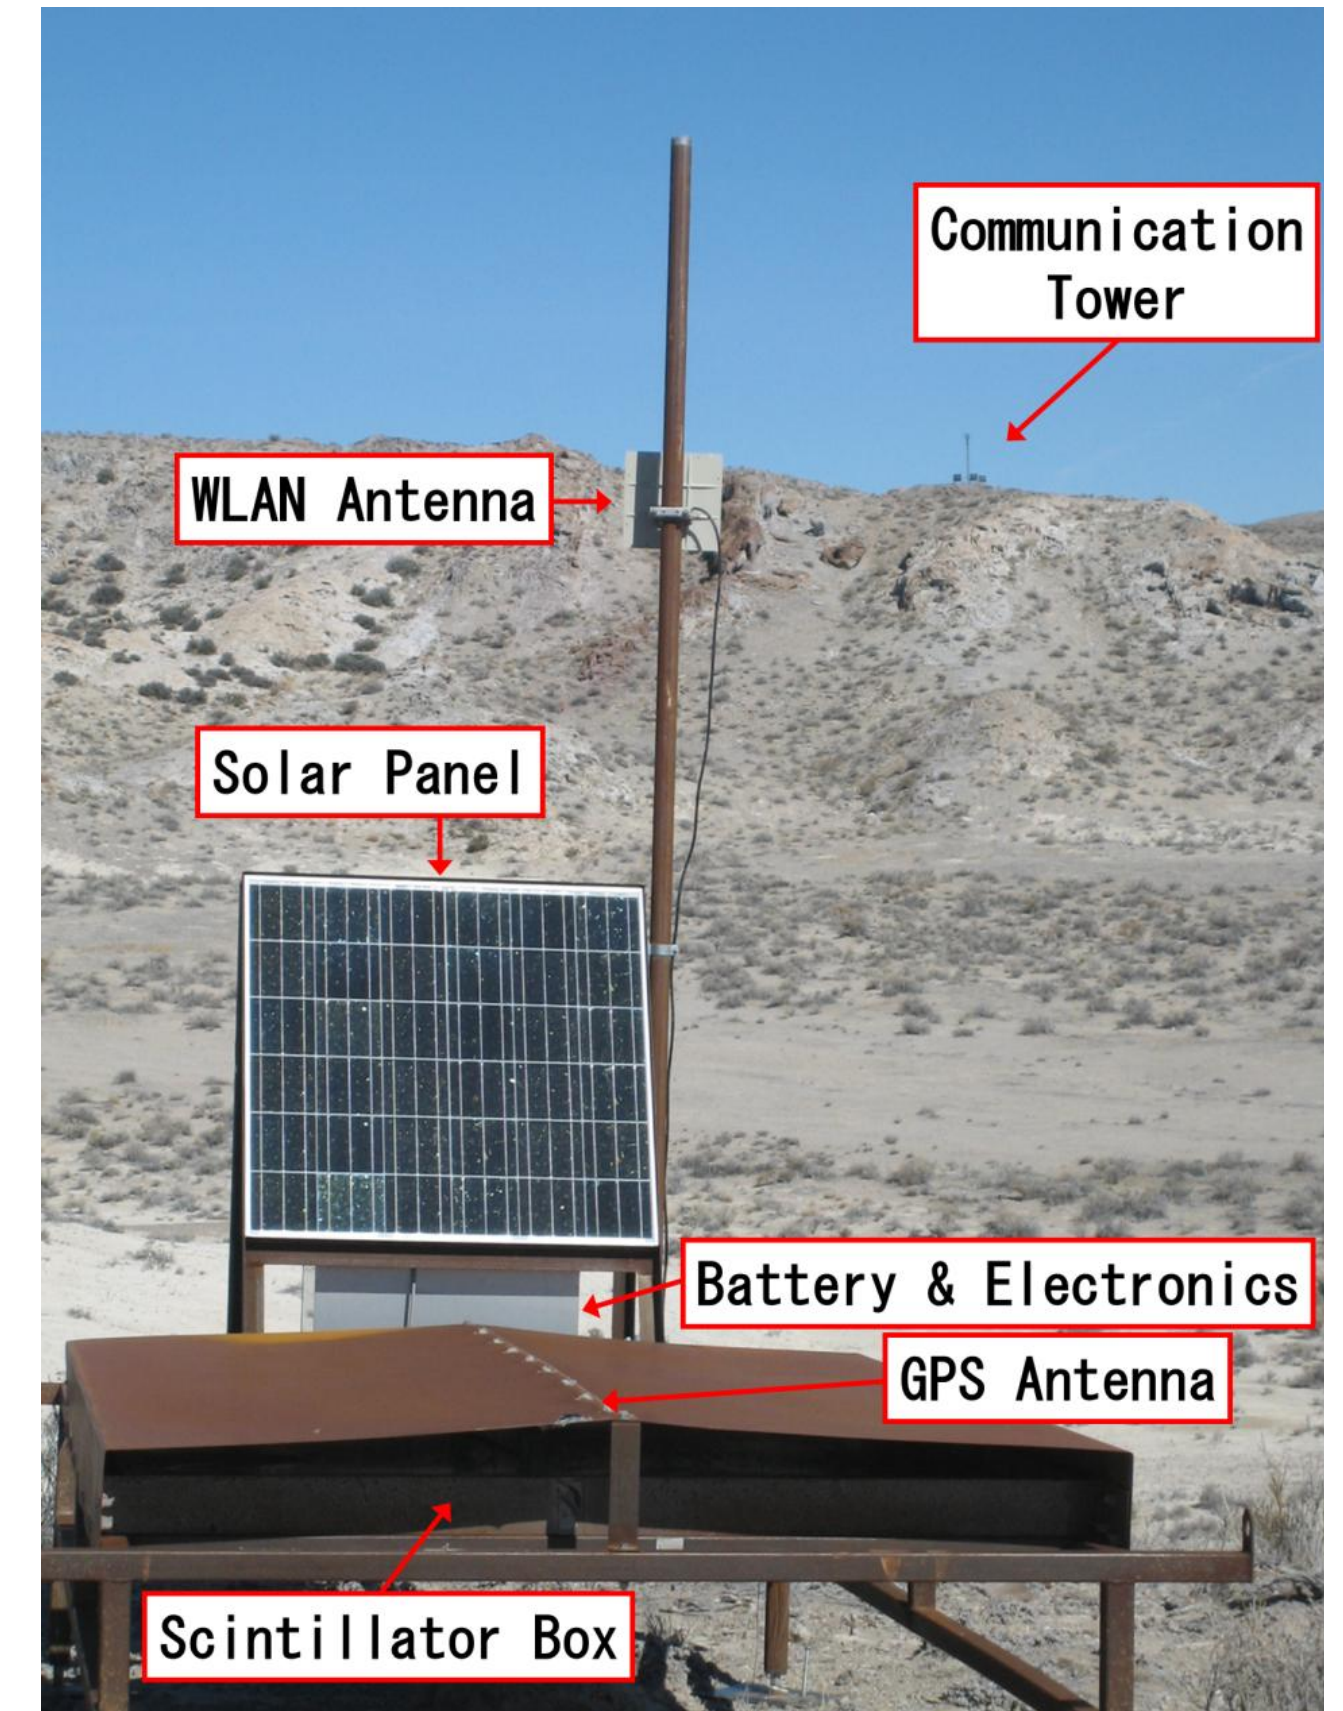 Communication
Tower
WLAN Antenna
Solar Panel
Battery & Electronics
GPS Antenna
Scintillator Box